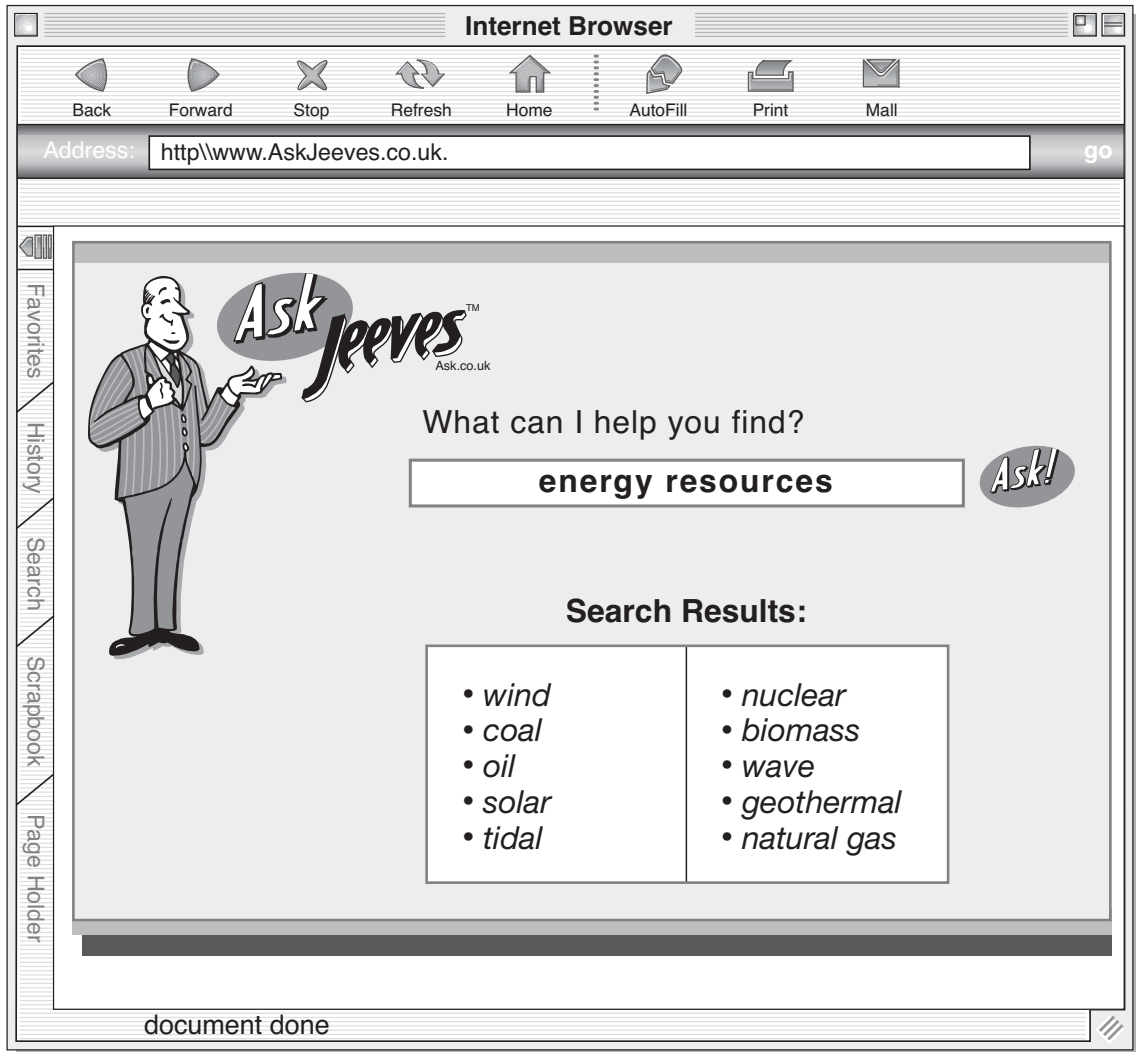 Internet Browser
Back Forward Stop Refresh Home AutoFill Print Mall
Address: http\\www.AskJeeves.co.uk. go
Favorites
History
Search
Scrapbook
Page Holder
Ask
Jeeves™
Ask.co.uk
What can I help you find?
energy resources Ask!
Search Results:
• wind
• coal
• oil
• solar
• tidal
• nuclear
• biomass
• wave
• geothermal
• natural gas
document done